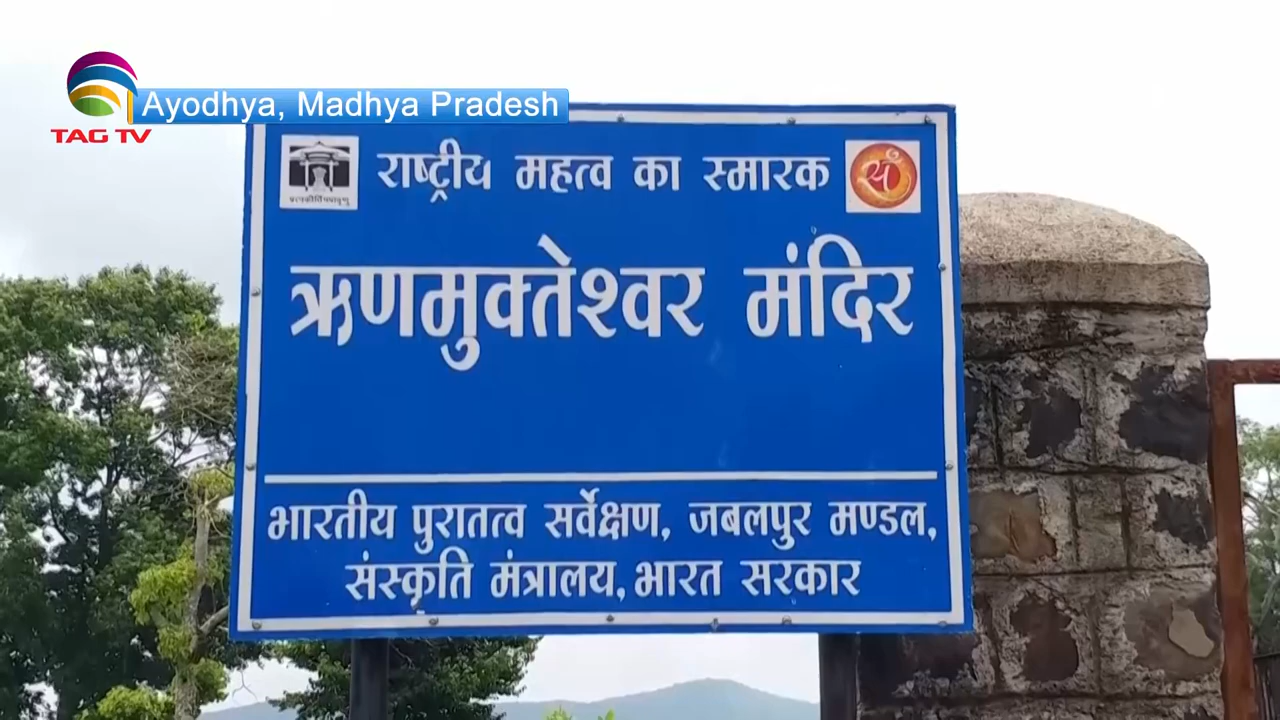 Ayodhya, Madhya Pradesh
TAG TV
राष्ट्रीय महत्व का स्मारक
ऋणमुक्तेश्वर मंदिर
भारतीय पुरातत्व सर्वेक्षण, जबलपुर मण्डल,
संस्कृति मंत्रालय, भारत सरकार